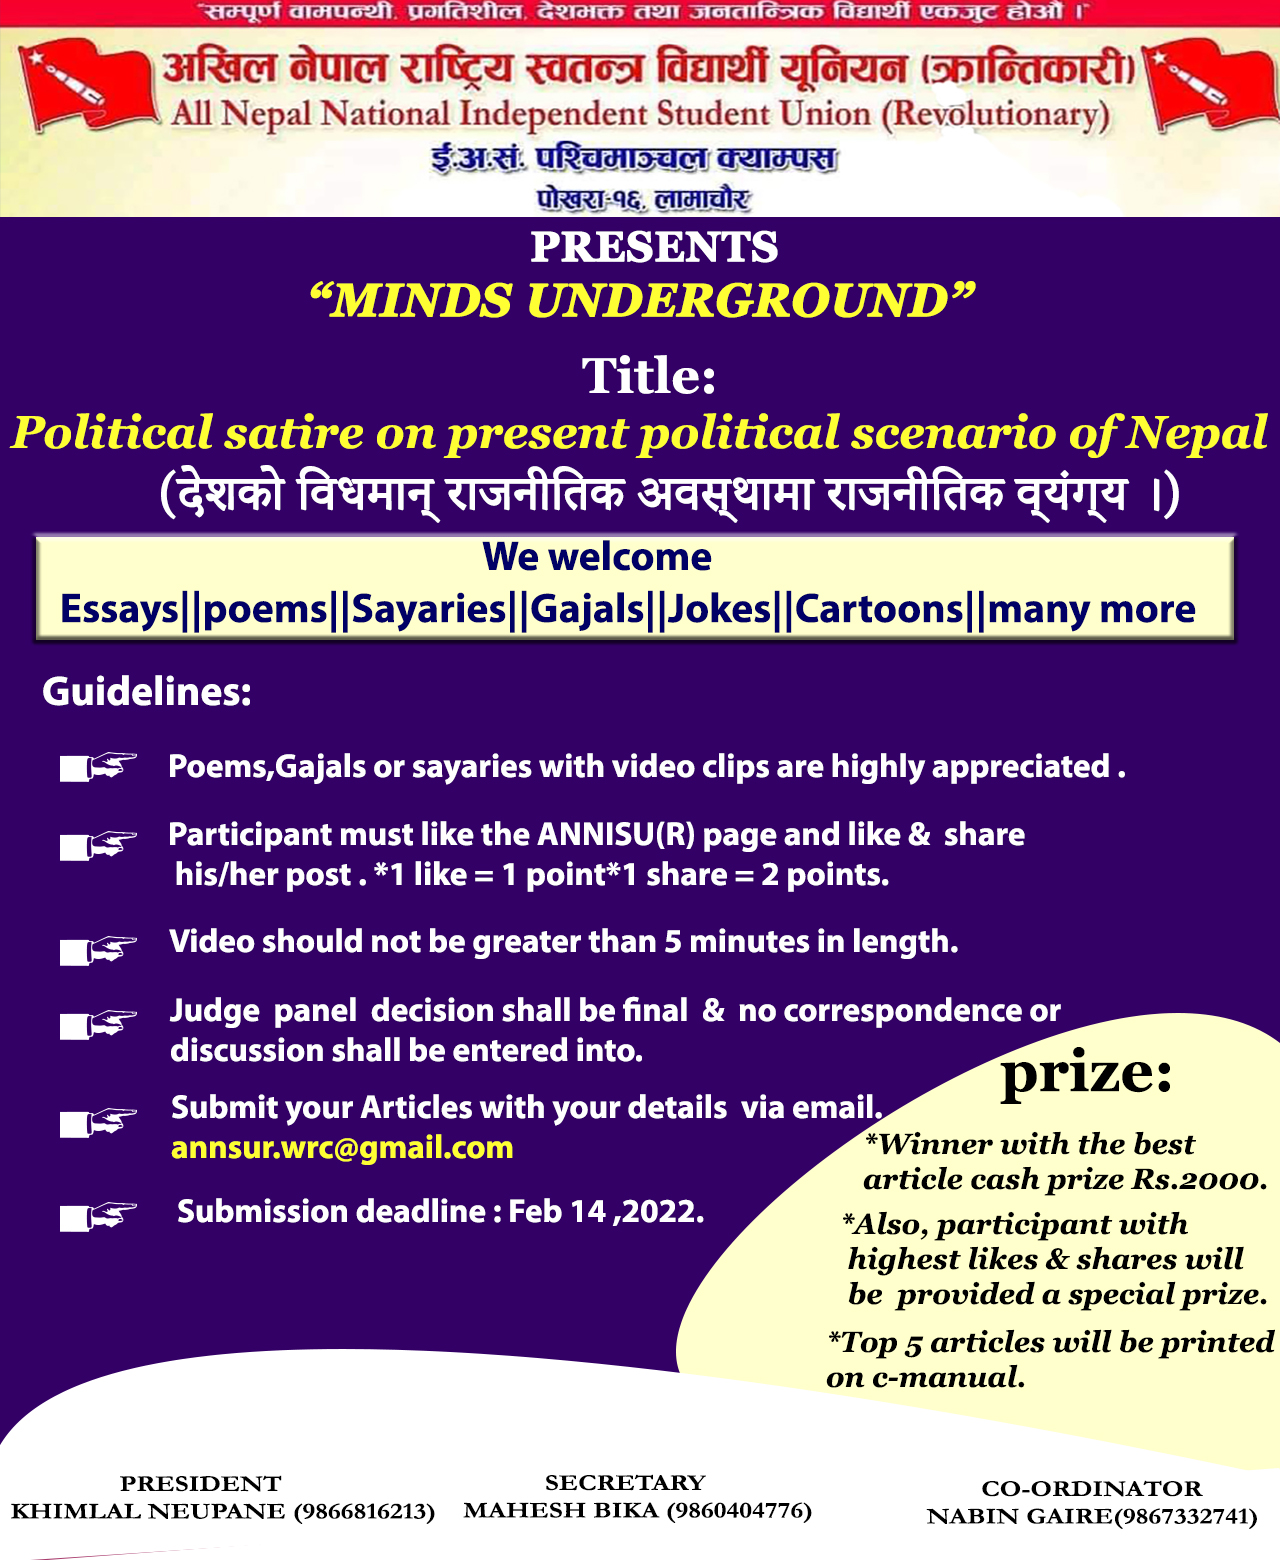 "सम्पूर्ण वामपन्थी, प्रगतिशील, देशभक्त तथा जनतान्त्रिक विद्यार्थी एकजुट होऔं ।"
अखिल नेपाल राष्ट्रिय स्वतन्त्र विद्यार्थी यूनियन (क्रान्तिकारी)
All Nepal National Independent Student Union (Revolutionary)
ई.अ.सं. पश्चिमाञ्चल क्याम्पस
पोखरा-१६, लामाचौर
PRESENTS
“MINDS UNDERGROUND”
Title:
Political satire on present political scenario of Nepal
(देशको विधमान् राजनीतिक अवस्थामा राजनीतिक व्यंग्य ।)
We welcome
Essays||poems||Sayaries||Gajals||Jokes||Cartoons||many more
Guidelines:
Poems,Gajals or sayaries with video clips are highly appreciated .
Participant must like the ANNISU(R) page and like & share
his/her post . *1 like = 1 point*1 share = 2 points.
Video should not be greater than 5 minutes in length.
Judge panel decision shall be final & no correspondence or
discussion shall be entered into.
Submit your Articles with your details via email.
annsur.wrc@gmail.com
Submission deadline : Feb 14 ,2022.
prize:
*Winner with the best
article cash prize Rs.2000.
*Also, participant with
highest likes & shares will
be provided a special prize.
*Top 5 articles will be printed
on c-manual.
PRESIDENT
KHIMLAL NEUPANE (9866816213)
SECRETARY
MAHESH BIKA (9860404776)
CO-ORDINATOR
NABIN GAIRE(9867332741)